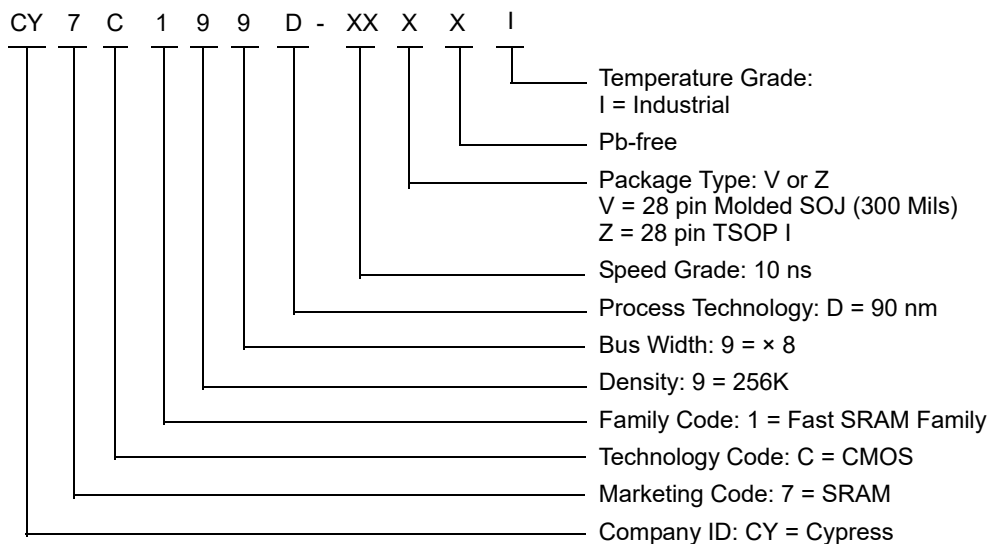 CY 7 C 1 9 9 D - XX X X I
Temperature Grade:
I = Industrial
Pb-free
Package Type: V or Z
V = 28 pin Molded SOJ (300 Mils)
Z = 28 pin TSOP I
Speed Grade: 10 ns
Process Technology: D = 90 nm
Bus Width: 9 = × 8
Density: 9 = 256K
Family Code: 1 = Fast SRAM Family
Technology Code: C = CMOS
Marketing Code: 7 = SRAM
Company ID: CY = Cypress